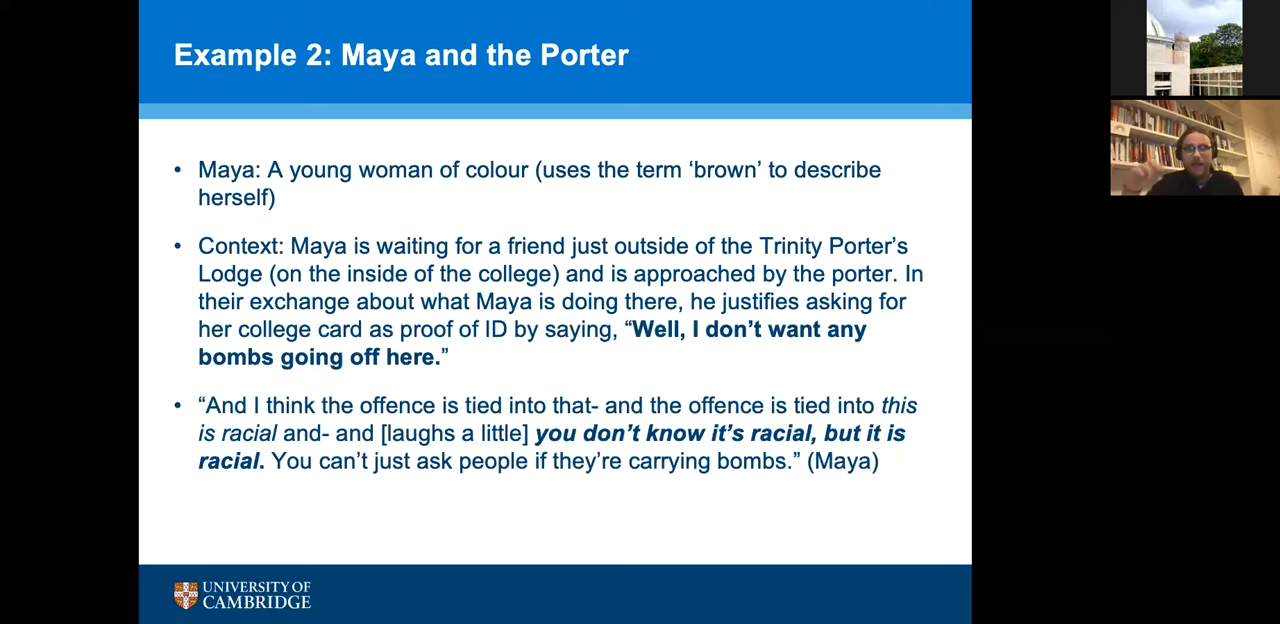 Example 2: Maya and the Porter
• Maya: A young woman of colour (uses the term ‘brown’ to describe
herself)
• Context: Maya is waiting for a friend just outside of the Trinity Porter’s
Lodge (on the inside of the college) and is approached by the porter. In
their exchange about what Maya is doing there, he justifies asking for
her college card as proof of ID by saying, “Well, I don’t want any
bombs going off here.”
• “And I think the offence is tied into that- and the offence is tied into this
is racial and- and [laughs a little] you don’t know it’s racial, but it is
racial. You can’t just ask people if they’re carrying bombs.” (Maya)
UNIVERSITY OF
CAMBRIDGE